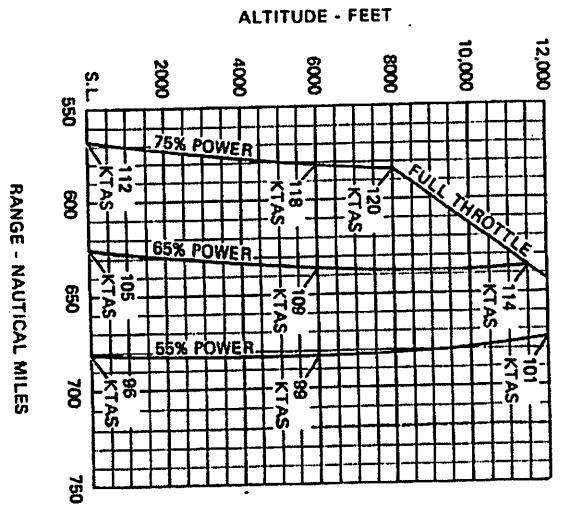 ALTITUDE - FEET
S.L.
2000
4000
6000
8000
10,000
12,000
550
600
650
700
750
RANGE - NAUTICAL MILES
75% POWER
112
KTAS
118
KTAS
120
KTAS
FULL THROTTLE
65% POWER
105
KTAS
109
KTAS
114
KTAS
55% POWER
96
KTAS
99
KTAS
101
KTAS